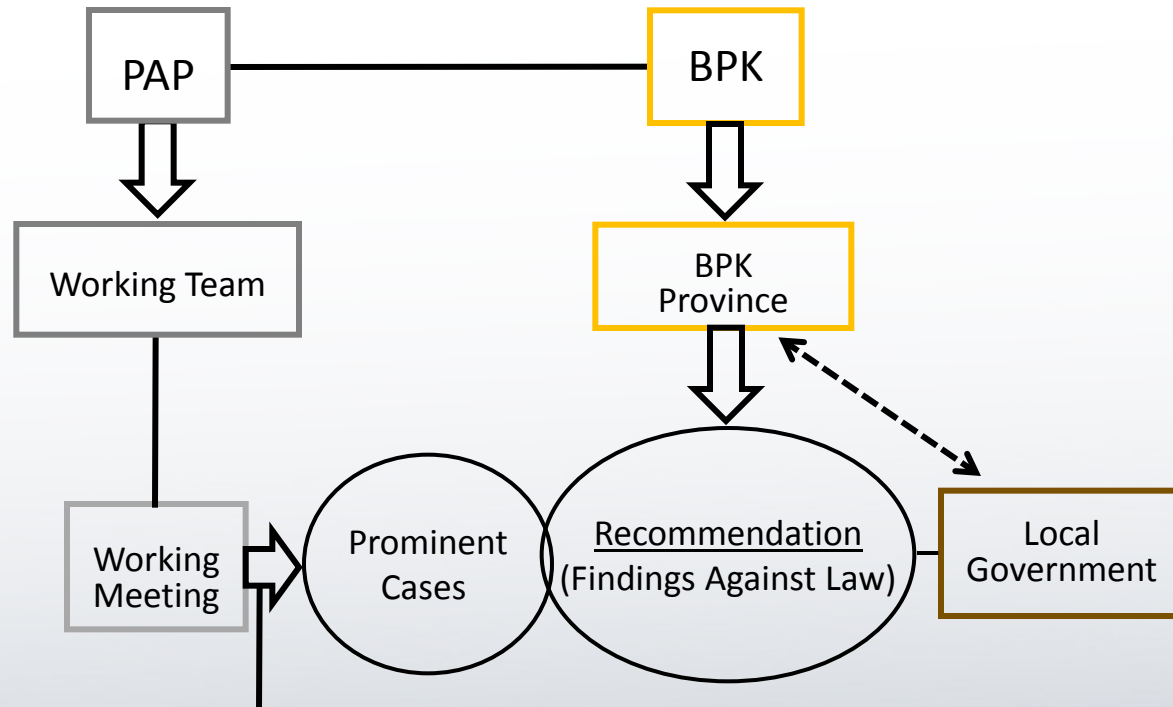 PAP
BPK
Working Team
BPK
Province
Working
Meeting
Prominent
Cases
Recommendation
(Findings Against Law)
Local
Government